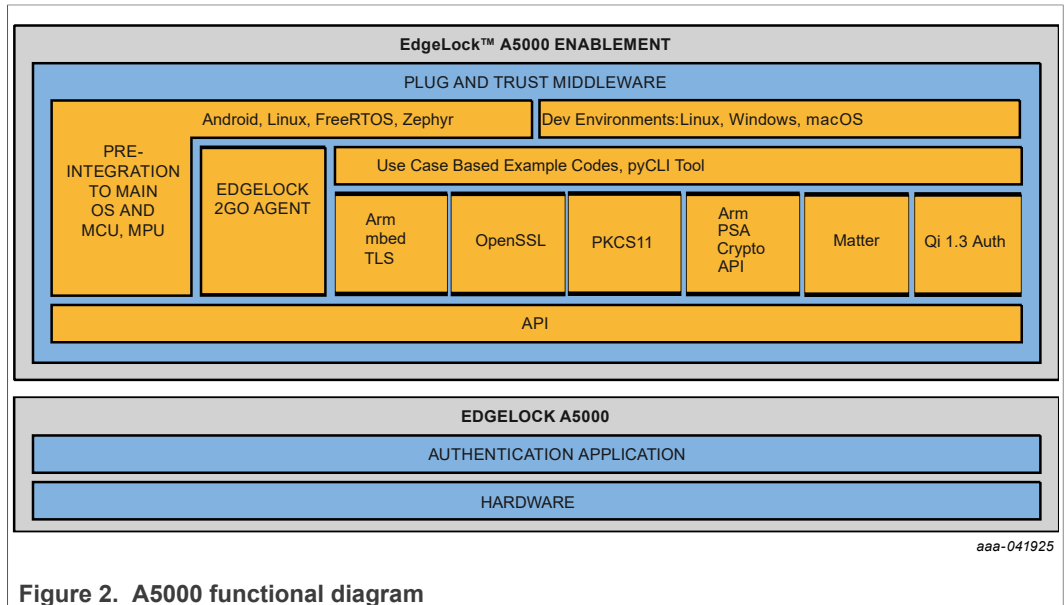 EdgeLock™ A5000 ENABLEMENT
PLUG AND TRUST MIDDLEWARE
Android, Linux, FreeRTOS, Zephyr
Dev Environments:Linux, Windows, macOS
PRE-
INTEGRATION
TO MAIN
OS AND
MCU, MPU
EDGELOCK
2GO AGENT
Use Case Based Example Codes, pyCLI Tool
Arm
mbed
TLS
OpenSSL
PKCS11
Arm
PSA
Crypto
API
Matter
Qi 1.3 Auth
API
EDGELOCK A5000
AUTHENTICATION APPLICATION
HARDWARE
aaa-041925
Figure 2. A5000 functional diagram